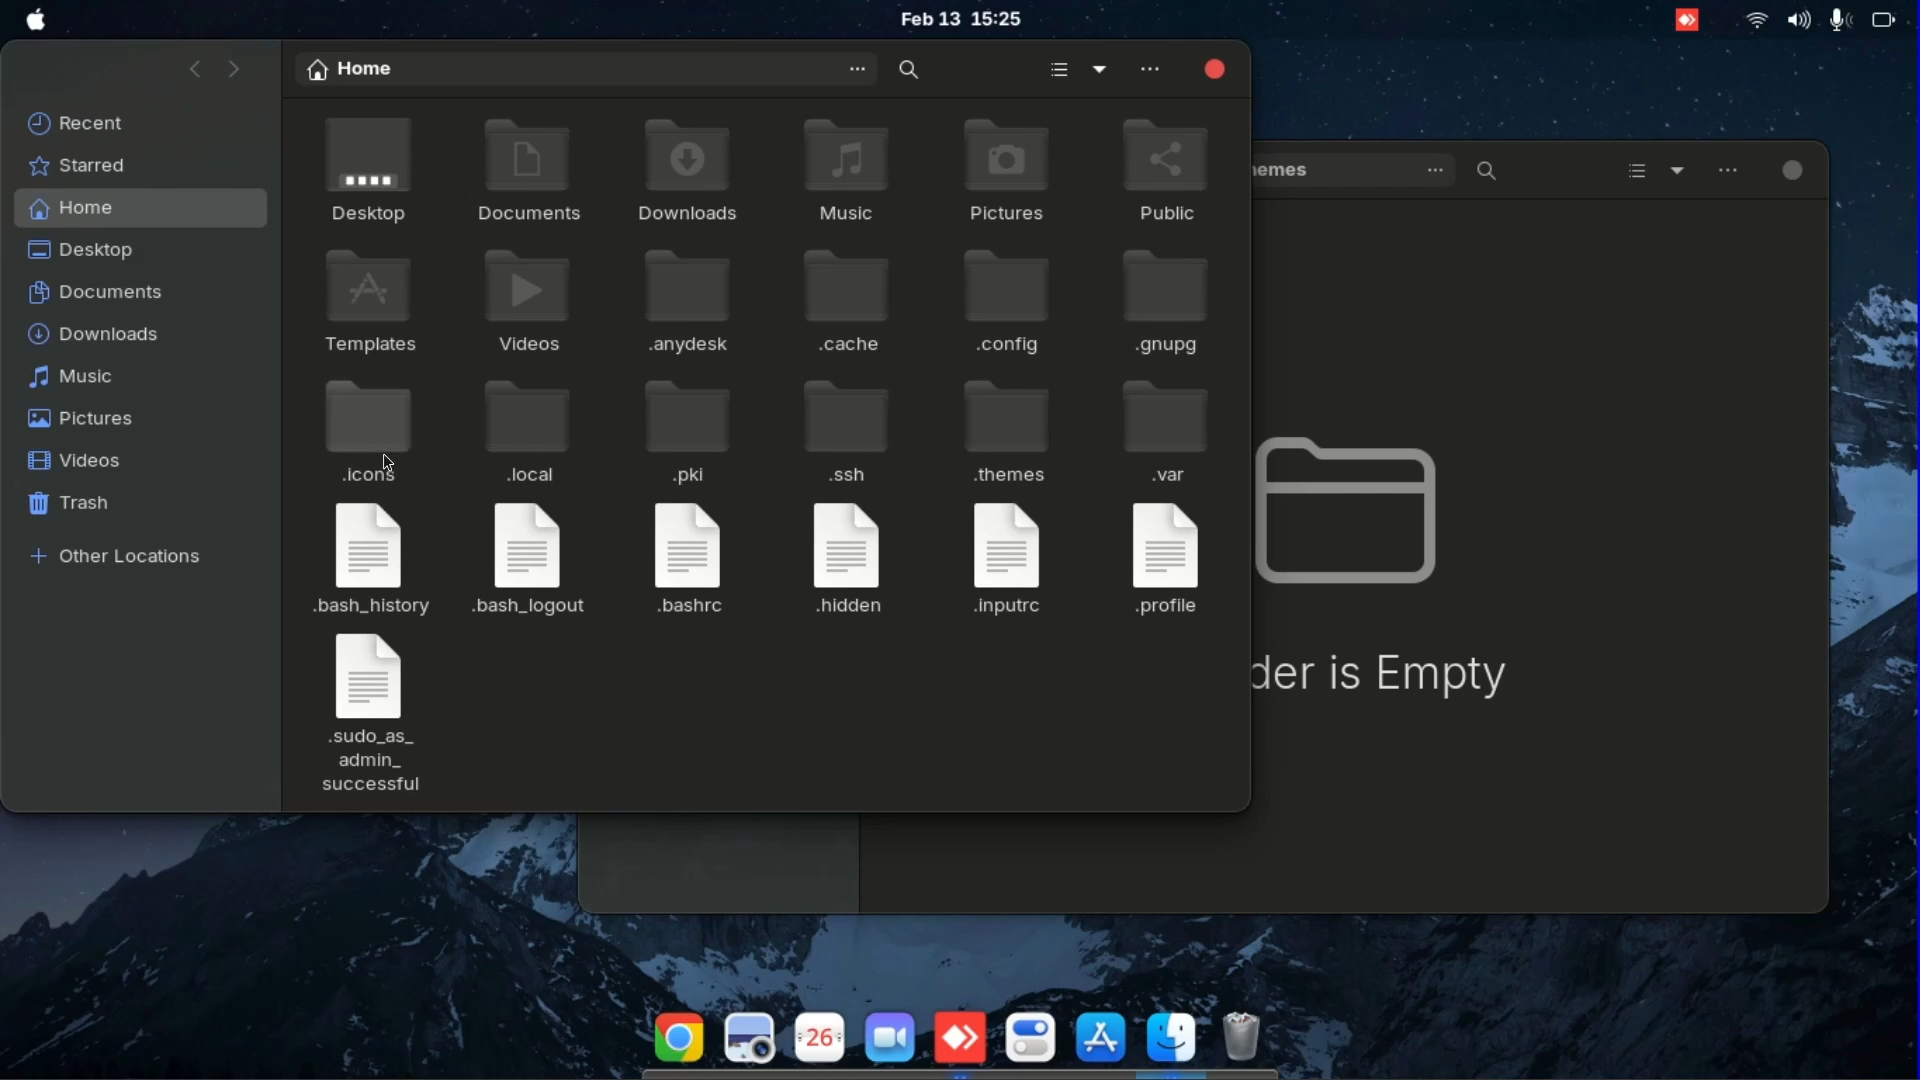 Feb 13 15:25
Home
Recent
Starred
Home
Desktop
Documents
Downloads
Music
Pictures
Videos
Trash
Other Locations
Desktop
Documents
Downloads
Music
Pictures
Public
Templates
Videos
.anydesk
.cache
.config
.gnupg
.icons
.local
.pki
.ssh
.themes
.var
.bash_history
.bash_logout
.bashrc
.hidden
.inputrc
.profile
.sudo_as_
admin_
successful
emes
der is Empty
26